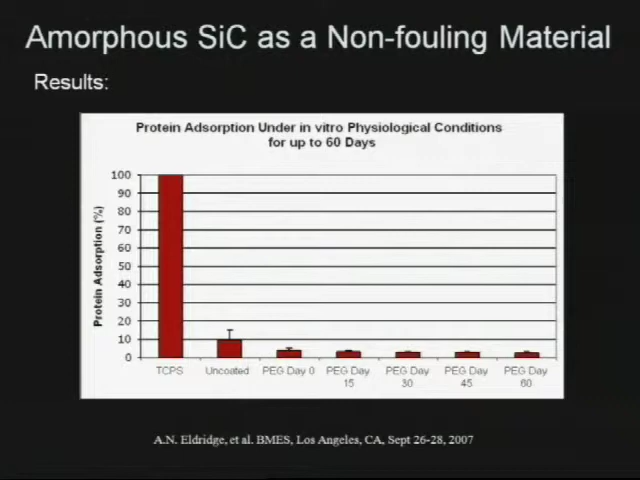 Amorphous SiC as a Non-fouling Material
Results:
Protein Adsorption Under in vitro Physiological Conditions
for up to 60 Days
Protein Adsorption (%)
100
90
80
70
60
50
40
30
20
10
0
TCPS Uncoated PEG Day 0 PEG Day 15 PEG Day 30 PEG Day 45 PEG Day 60
A.N. Eldridge, et al. BMES, Los Angeles, CA, Sept 26-28, 2007